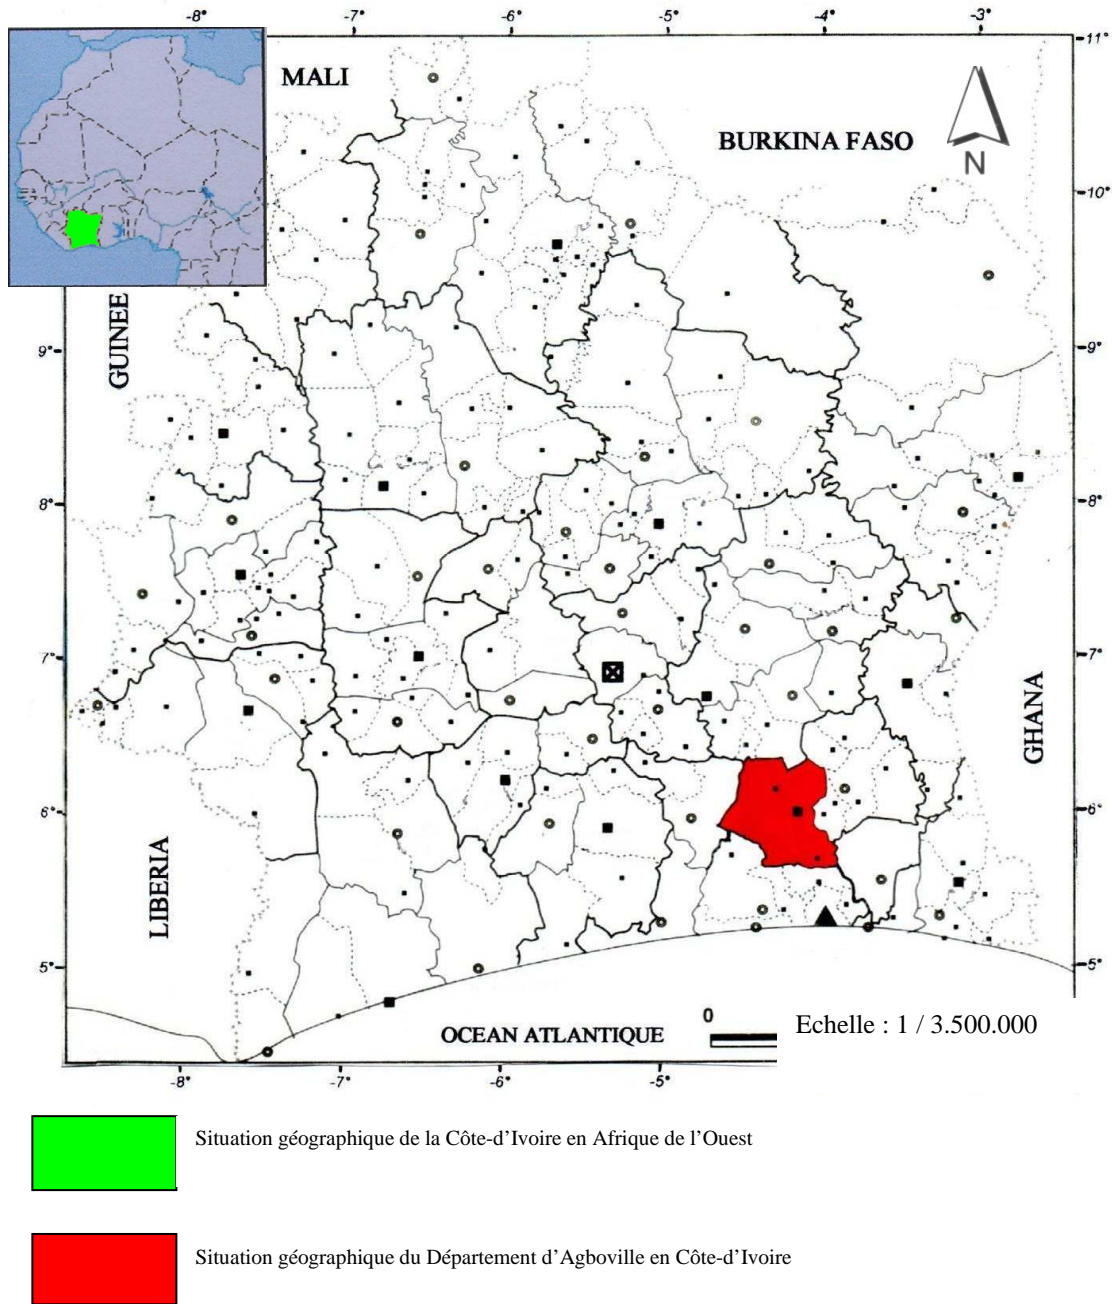 -8° -7° -6° -5° -4° -3°
11°
MALI
BURKINA FASO
N
10°
GUINEE
9° 9°
8° 8°
7° 7°
GHANA
6° 6°
LIBERIA
5° 5°
0
Echelle : 1 / 3.500.000
OCEAN ATLANTIQUE
-8° -7° -6° -5°
Situation géographique de la Côte-d’Ivoire en Afrique de l’Ouest
Situation géographique du Département d’Agboville en Côte-d’Ivoire